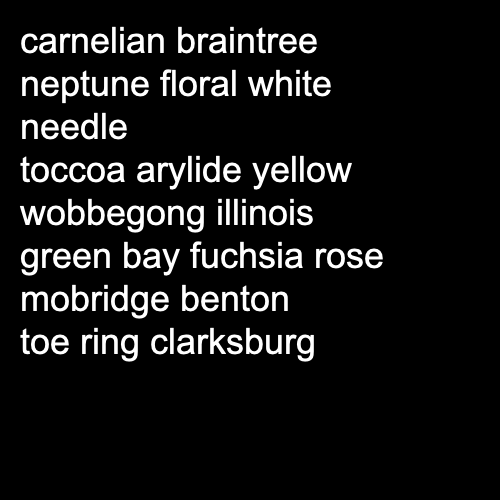 carnelian braintree
neptune floral white
needle
toccoa arylide yellow
wobbegong illinois
green bay fuchsia rose
mobridge benton
toe ring clarksburg